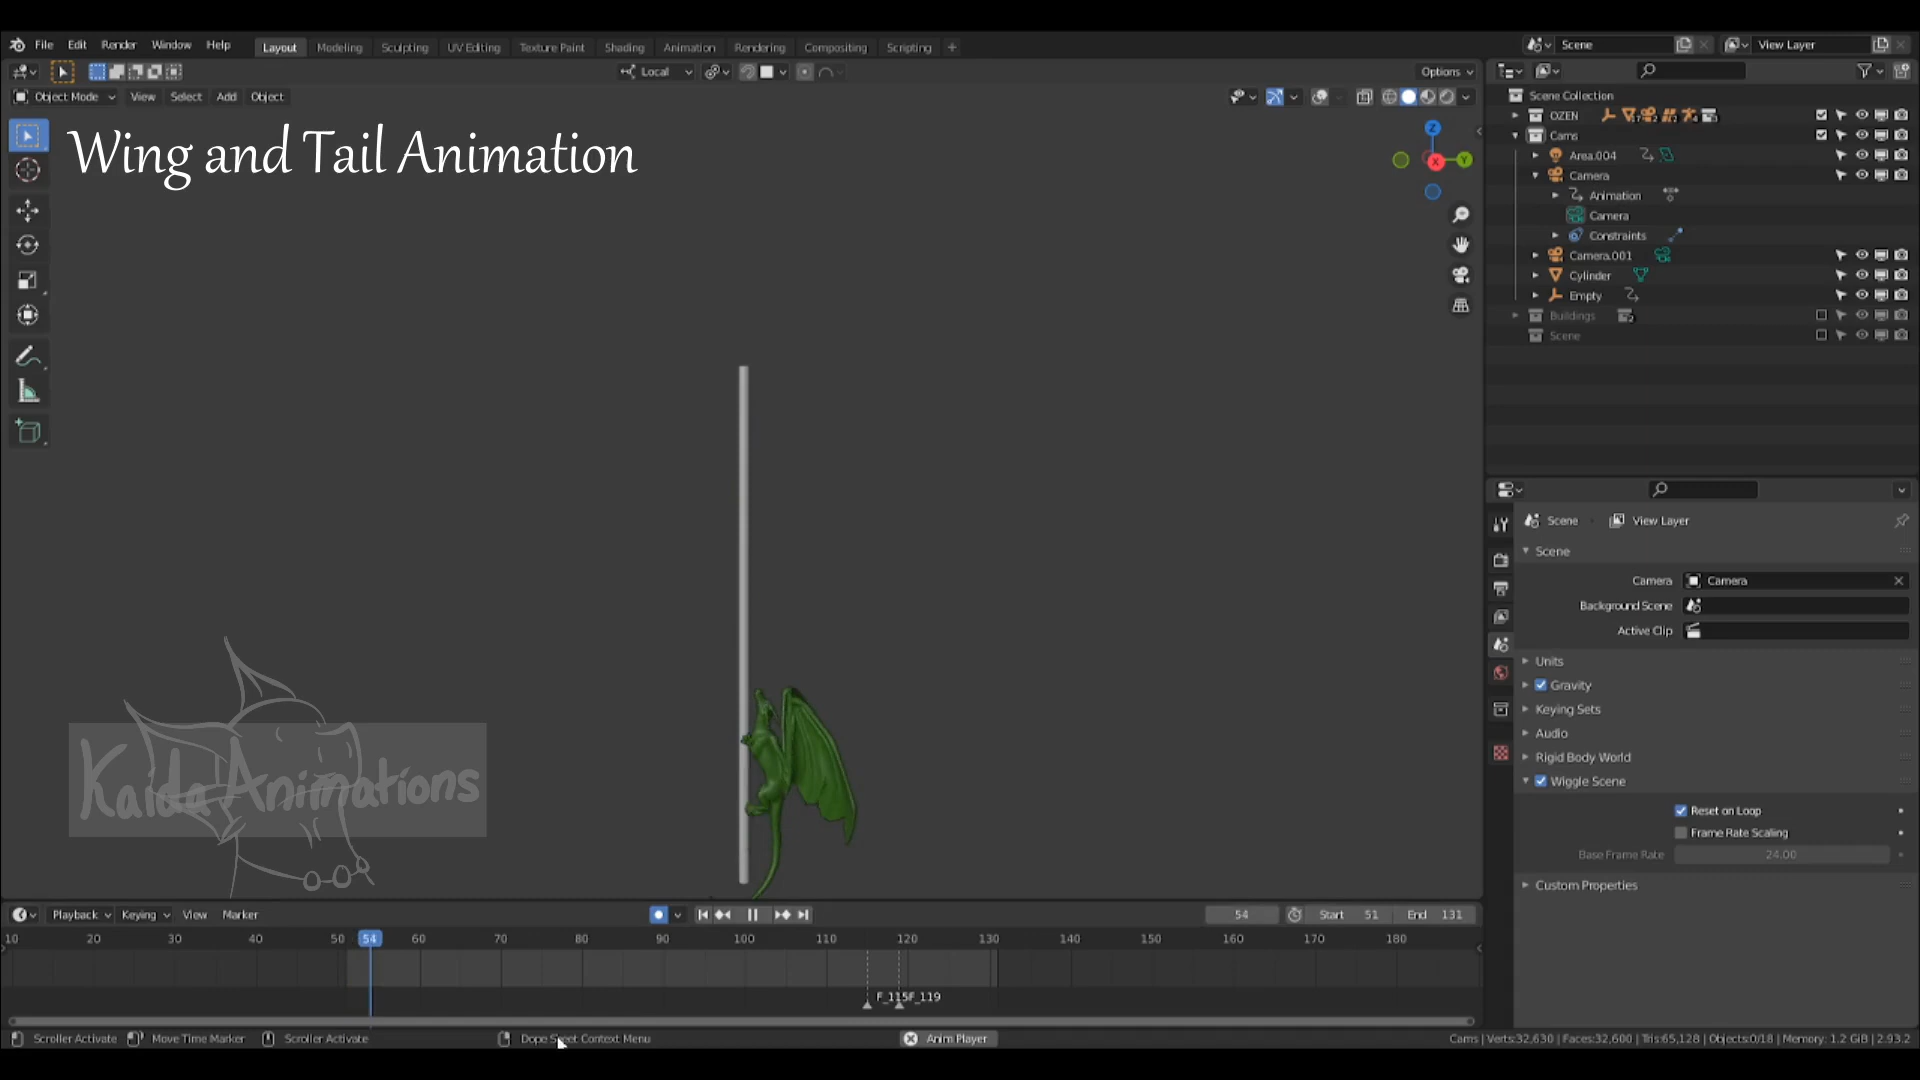 File Edit Render Window Help Layout Modeling Sculpting UV Editing Texture Paint Shading Animation Rendering Compositing Scripting + Scene View Layer
Local Options
Object Mode View Select Add Object
Wing and Tail Animation
Z
X
Y
Scene Collection
OZEN
Cams
Area.004
Camera
Animation
Camera
Constraints
Camera.001
Cylinder
Empty
Buildings
Scene
Scene View Layer
Scene
Camera Camera
Background Scene
Active Clip
Units
Gravity
Keying Sets
Audio
Rigid Body World
Wiggle Scene
Reset on Loop
Frame Rate Scaling
Base Frame Rate 24.00
Custom Properties
Kaida Animations
Playback Keying View Marker 54 Start 51 End 131
10 20 30 40 50 54 60 70 80 90 100 110 120 130 140 150 160 170 180
F_115F_119
Scroller Activate Move Time Marker Scroller Activate Dope Sheet Context Menu Anim Player Cams | Verts:32,630 | Faces:32,600 | Tris:65,128 | Objects:0/18 | Memory: 1.2 GiB | 2.93.2